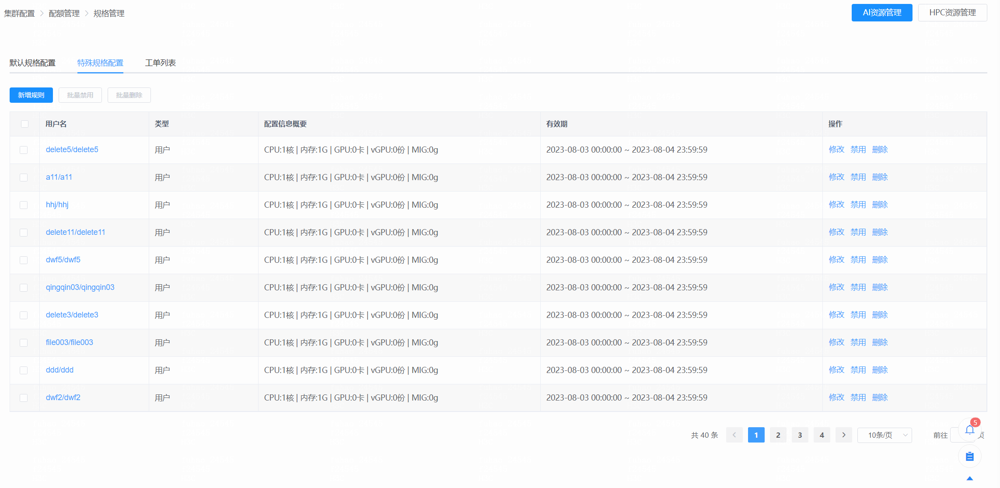 集群配置 > 配额管理 > 规格管理
AI资源管理 HPC资源管理
默认规格配置 特殊规格配置 工单列表
新增规则 批量禁用 批量删除
用户名 类型 配置信息概要 有效期 操作
delete5/delete5 用户 CPU:1核 | 内存:1G | GPU:0卡 | vGPU:0份 | MIG:0g 2023-08-03 00:00:00 ~ 2023-08-04 23:59:59 修改 禁用 删除
a11/a11 用户 CPU:1核 | 内存:1G | GPU:0卡 | vGPU:0份 | MIG:0g 2023-08-03 00:00:00 ~ 2023-08-04 23:59:59 修改 禁用 删除
hhj/hhj 用户 CPU:1核 | 内存:1G | GPU:0卡 | vGPU:0份 | MIG:0g 2023-08-03 00:00:00 ~ 2023-08-04 23:59:59 修改 禁用 删除
delete11/delete11 用户 CPU:1核 | 内存:1G | GPU:0卡 | vGPU:0份 | MIG:0g 2023-08-03 00:00:00 ~ 2023-08-04 23:59:59 修改 禁用 删除
dwf5/dwf5 用户 CPU:1核 | 内存:1G | GPU:0卡 | vGPU:0份 | MIG:0g 2023-08-03 00:00:00 ~ 2023-08-04 23:59:59 修改 禁用 删除
qingqin03/qingqin03 用户 CPU:1核 | 内存:1G | GPU:0卡 | vGPU:0份 | MIG:0g 2023-08-03 00:00:00 ~ 2023-08-04 23:59:59 修改 禁用 删除
delete3/delete3 用户 CPU:1核 | 内存:1G | GPU:0卡 | vGPU:0份 | MIG:0g 2023-08-03 00:00:00 ~ 2023-08-04 23:59:59 修改 禁用 删除
file003/file003 用户 CPU:1核 | 内存:1G | GPU:0卡 | vGPU:0份 | MIG:0g 2023-08-03 00:00:00 ~ 2023-08-04 23:59:59 修改 禁用 删除
ddd/ddd 用户 CPU:1核 | 内存:1G | GPU:0卡 | vGPU:0份 | MIG:0g 2023-08-03 00:00:00 ~ 2023-08-04 23:59:59 修改 禁用 删除
dwf2/dwf2 用户 CPU:1核 | 内存:1G | GPU:0卡 | vGPU:0份 | MIG:0g 2023-08-03 00:00:00 ~ 2023-08-04 23:59:59 修改 禁用 删除
共 40 条 < 1 2 3 4 > 10条/页 前往 页
5